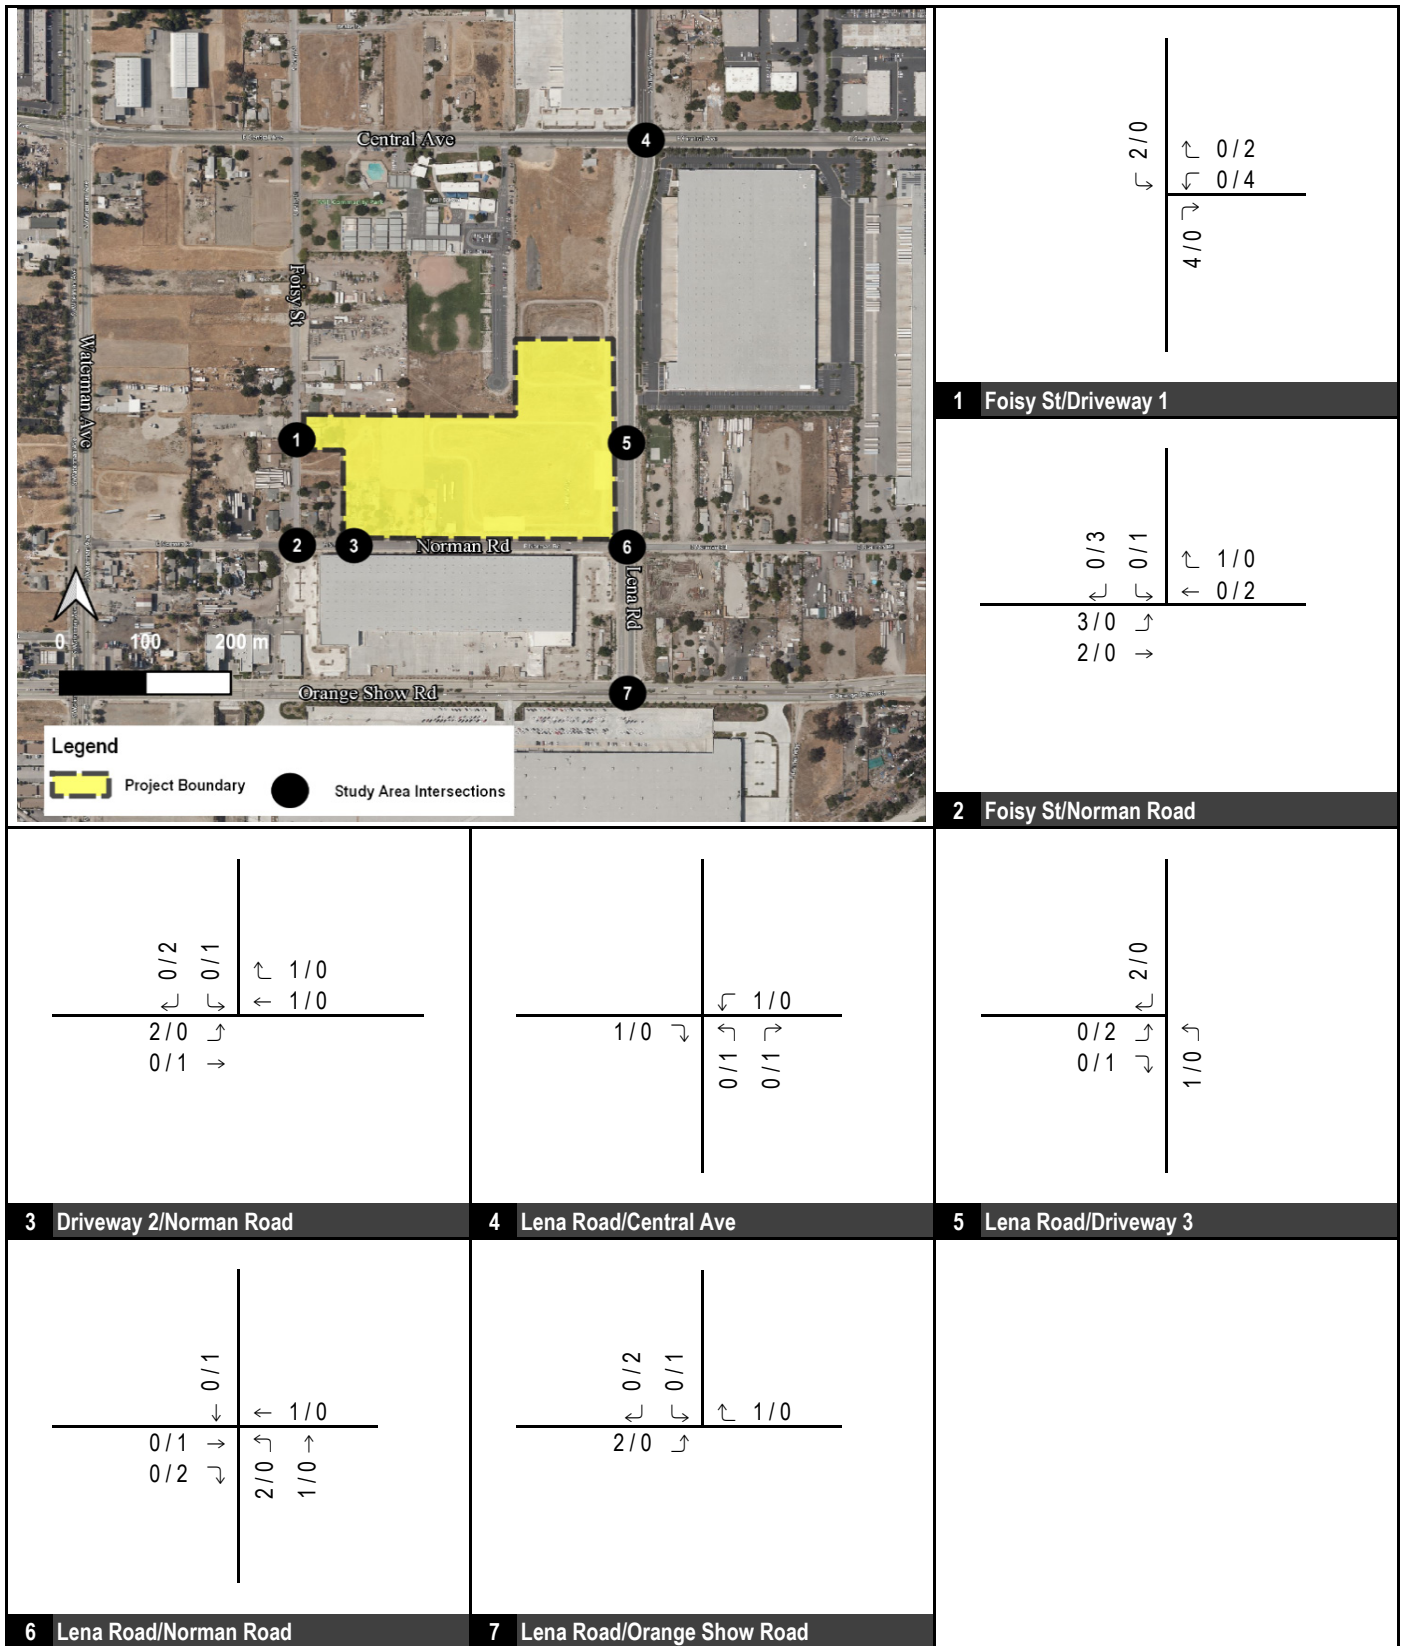 Central Ave
4
Foisy St
Waterman Ave
1
5
2
3
Norman Rd
6
Lena Rd
0 100 200 m
Orange Show Rd
7
Legend
Project Boundary
Study Area Intersections
2 / 0
0 / 2
0 / 4
4 / 0
1 Foisy St/Driveway 1
0 / 3
0 / 1
1 / 0
0 / 2
3 / 0
2 / 0
2 Foisy St/Norman Road
0 / 2
0 / 1
1 / 0
1 / 0
2 / 0
0 / 1
3 Driveway 2/Norman Road
1 / 0
1 / 0
0 / 1
0 / 1
4 Lena Road/Central Ave
2 / 0
0 / 2
0 / 1
1 / 0
5 Lena Road/Driveway 3
0 / 1
1 / 0
0 / 1
0 / 2
2 / 0
1 / 0
6 Lena Road/Norman Road
0 / 2
0 / 1
1 / 0
2 / 0
7 Lena Road/Orange Show Road